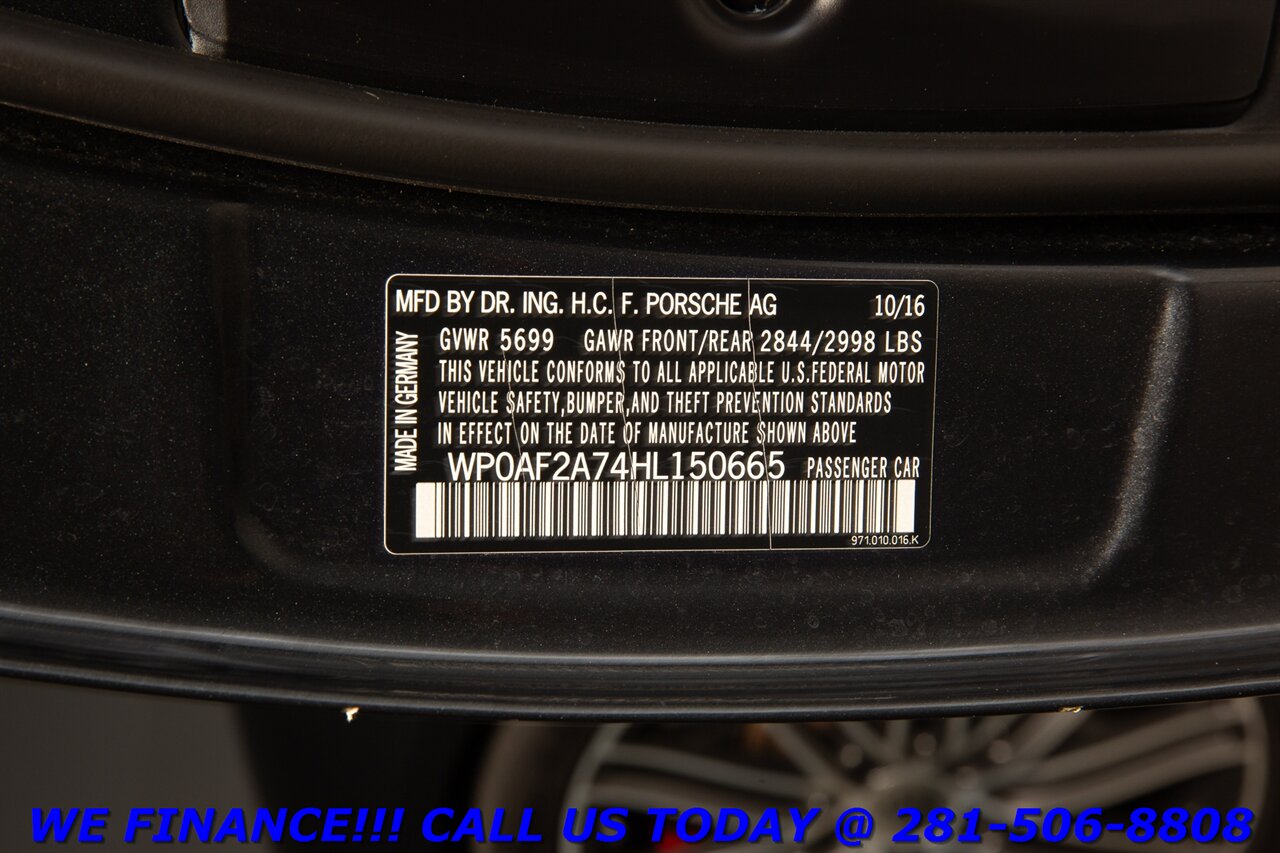 MFD BY DR. ING. H.C. F. PORSCHE AG 10/16
MADE IN GERMANY
GVWR 5699 GAWR FRONT/REAR 2844/2998 LBS
THIS VEHICLE CONFORMS TO ALL APPLICABLE U.S.FEDERAL MOTOR
VEHICLE SAFETY,BUMPER,AND THEFT PREVENTION STANDARDS
IN EFFECT ON THE DATE OF MANUFACTURE SHOWN ABOVE
WP0AF2A74HL150665 PASSENGER CAR
971.010.016.K
WE FINANCE!!! CALL US TODAY @ 281-506-8808